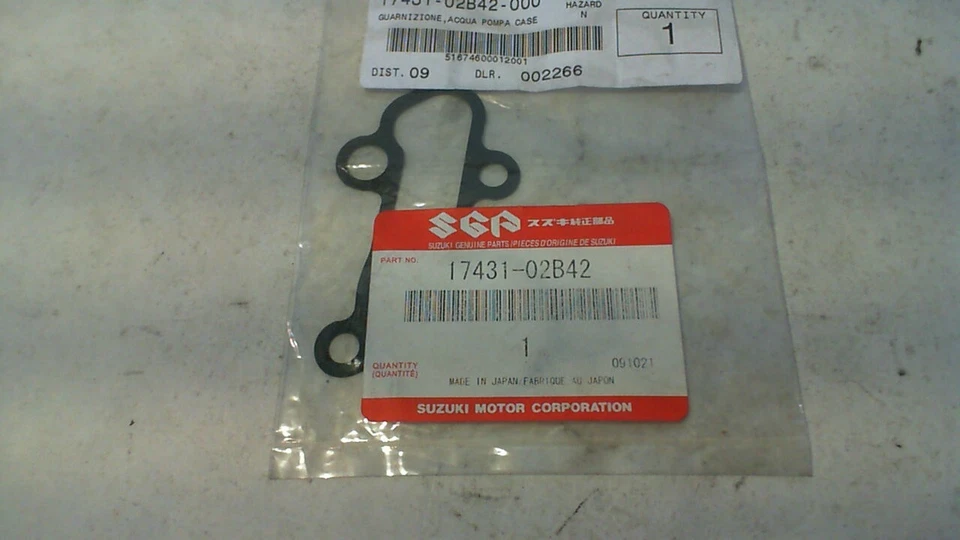 17431-02B42-000
HAZARD
N
GUARNIZIONE,ACQUA POMPA CASE
QUANTITY
1
51674600012001
DIST. 09 DLR. 002266
SGP スズキ純正部品
SUZUKI GENUINE PARTS/PIECES D'ORIGINE DE SUZUKI
PART NO.
17431-02B42
1
QUANTITY
(QUANTITÉ)
091021
MADE IN JAPAN/FABRIQUE AU JAPON
SUZUKI MOTOR CORPORATION